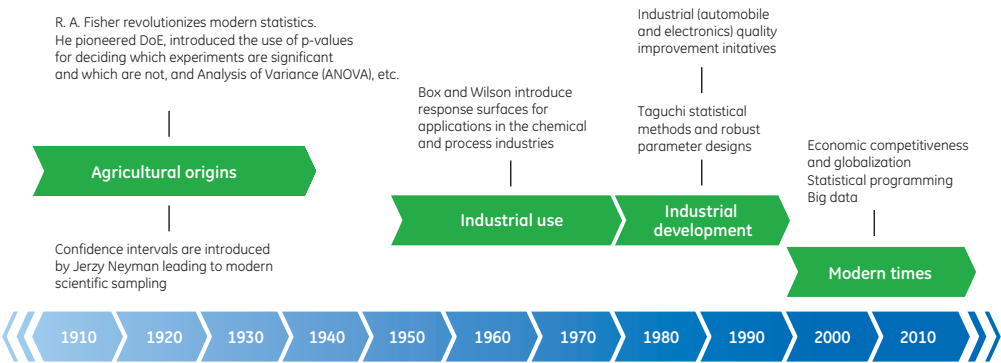 R. A. Fisher revolutionizes modern statistics.
He pioneered DoE, introduced the use of p-values
for deciding which experiments are significant
and which are not, and Analysis of Variance (ANOVA), etc.
Agricultural origins
Confidence intervals are introduced
by Jerzy Neyman leading to modern
scientific sampling
Box and Wilson introduce
response surfaces for
applications in the chemical
and process industries
Industrial use
Industrial (automobile
and electronics) quality
improvement initatives
Taguchi statistical
methods and robust
parameter designs
Industrial
development
Economic competitiveness
and globalization
Statistical programming
Big data
Modern times
1910 1920 1930 1940 1950 1960 1970 1980 1990 2000 2010